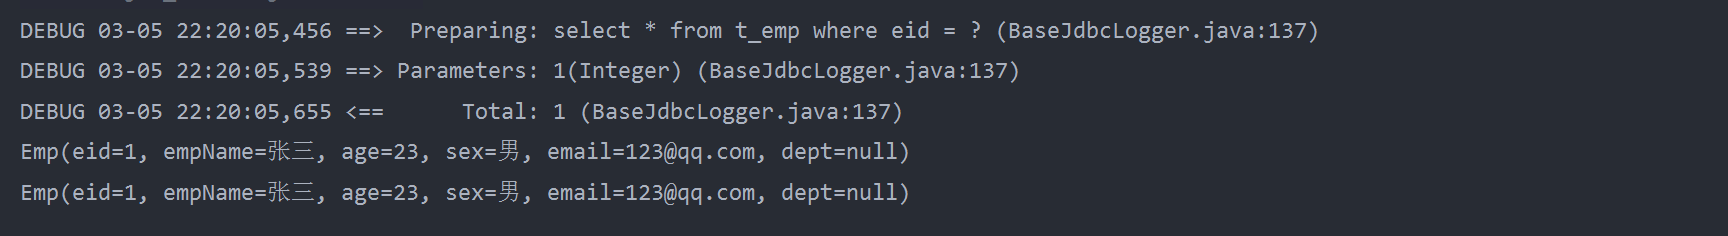 DEBUG 03-05 22:20:05,456 ==>  Preparing: select * from t_emp where eid = ? (BaseJdbcLogger.java:137)
DEBUG 03-05 22:20:05,539 ==> Parameters: 1(Integer) (BaseJdbcLogger.java:137)
DEBUG 03-05 22:20:05,655 <==      Total: 1 (BaseJdbcLogger.java:137)
Emp(eid=1, empName=张三, age=23, sex=男, email=123@qq.com, dept=null)
Emp(eid=1, empName=张三, age=23, sex=男, email=123@qq.com, dept=null)